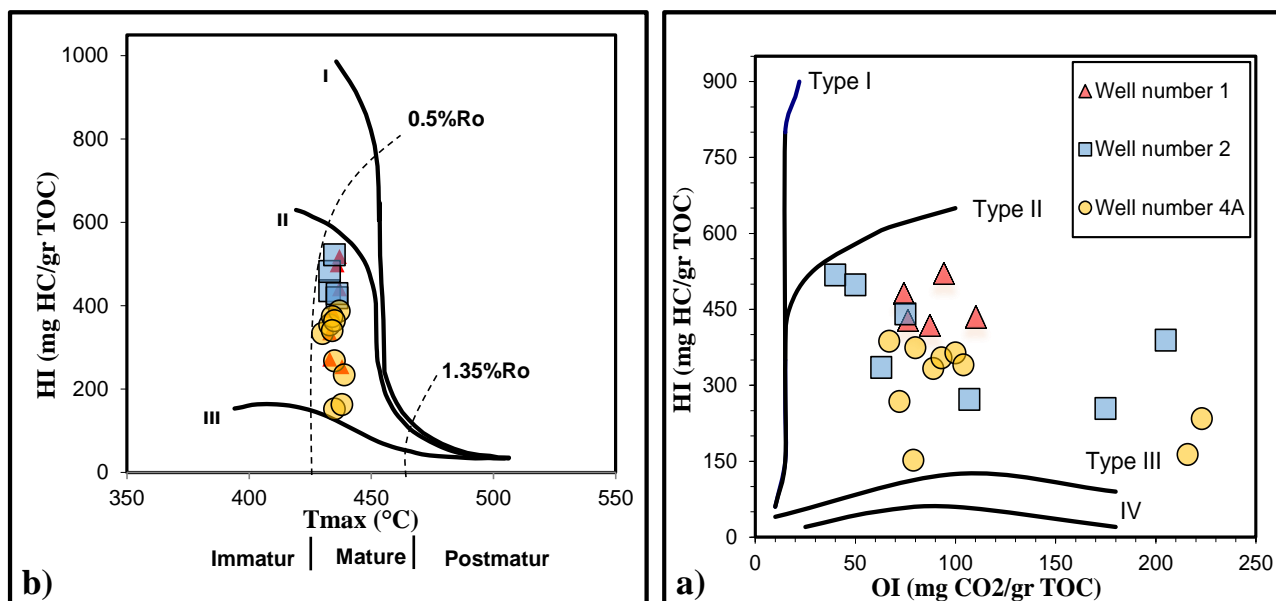 1000
800
600
400
200
0
HI (mg HC/gr TOC)
I
II
III
0.5%Ro
1.35%Ro
350
400
450
500
550
Tmax (°C)
Immatur
Mature
Postmatur
b)
900
750
600
450
300
150
0
HI (mg HC/gr TOC)
Type I
Type II
Type III
IV
Well number 1
Well number 2
Well number 4A
0
50
100
150
200
250
OI (mg CO2/gr TOC)
a)